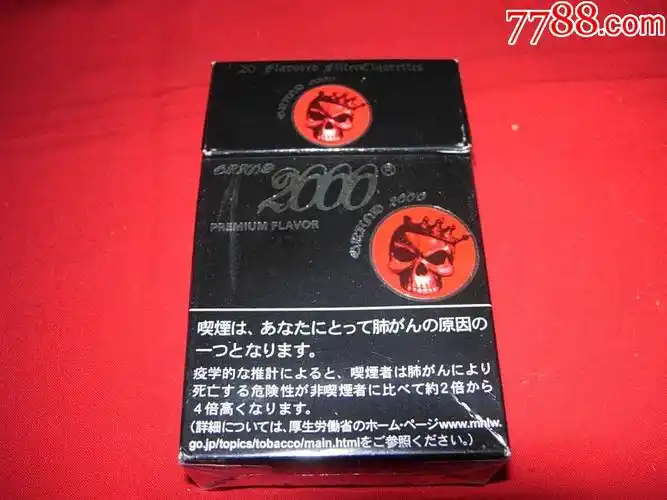 7788.com
20 Flavored Filter Cigarettes
GRAND 2000
GRAND
2000®
PREMIUM FLAVOR
GRAND 2000
喫煙は、あなたにとって肺がんの原因の
一つとなります。
疫学的な推計によると、喫煙者は肺がんにより
死亡する危険性が非喫煙者に比べて約2倍から
4倍高くなります。
(詳細については、厚生労働省のホーム・ページwww.mhlw.
go.jp/topics/tobacco/main.htmlをご参照ください。)